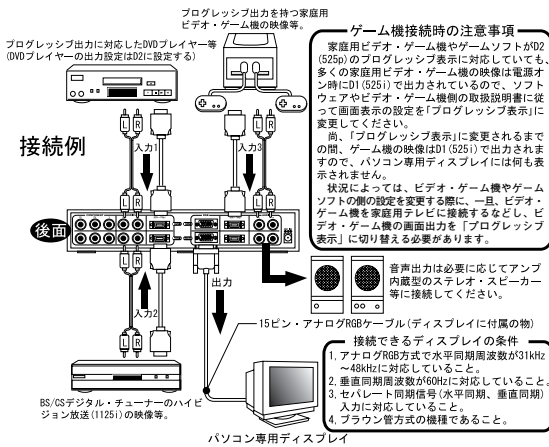 プログレッシブ出力を持つ家庭用
ビデオ・ゲーム機の映像等。
プログレッシブ出力に対応したDVDプレイヤー等
(DVDプレイヤーの出力設定はD2に設定する)
接続例
L
R
入力1
L
R
入力3
後面
L
R
入力2
L
R
出力
BS/CSデジタル・チューナーのハイビ
ジョン放送(1125i)の映像等。
ゲーム機接続時の注意事項
家庭用ビデオ・ゲーム機やゲームソフトがD2
(525p)のプログレッシブ表示に対応していても、
多くの家庭用ビデオ・ゲーム機の映像は電源オ
ン時にD1(525i)で出力されているので、ソフト
ウェアやビデオ・ゲーム機側の取扱説明書に従
って画面表示の設定を「プログレッシブ表示」に
変更してください。
尚、「プログレッシブ表示」に変更されるまで
の間、ゲーム機の映像はD1(525i)で出力されま
すので、パソコン専用ディスプレイには何も表
示されません。
状況によっては、ビデオ・ゲーム機やゲーム
ソフトの側の設定を変更する際に、一旦、ビデオ・
ゲーム機を家庭用テレビに接続するなどし、ビ
デオ・ゲーム機の画面出力を「プログレッシブ
表示」に切り替える必要があります。
音声出力は必要に応じてアンプ
内蔵型のステレオ・スピーカー
等に接続してください。
15ピン・アナログRGBケーブル(ディスプレイに付属の物)
接続できるディスプレイの条件
1, アナログRGB方式で水平同期周波数が31kHz
～48kHzに対応していること。
2, 垂直同期周波数が60Hzに対応していること。
3, セパレート同期信号(水平同期、垂直同期)
入力に対応していること。
4, ブラウン管方式の機種であること。
パソコン専用ディスプレイ